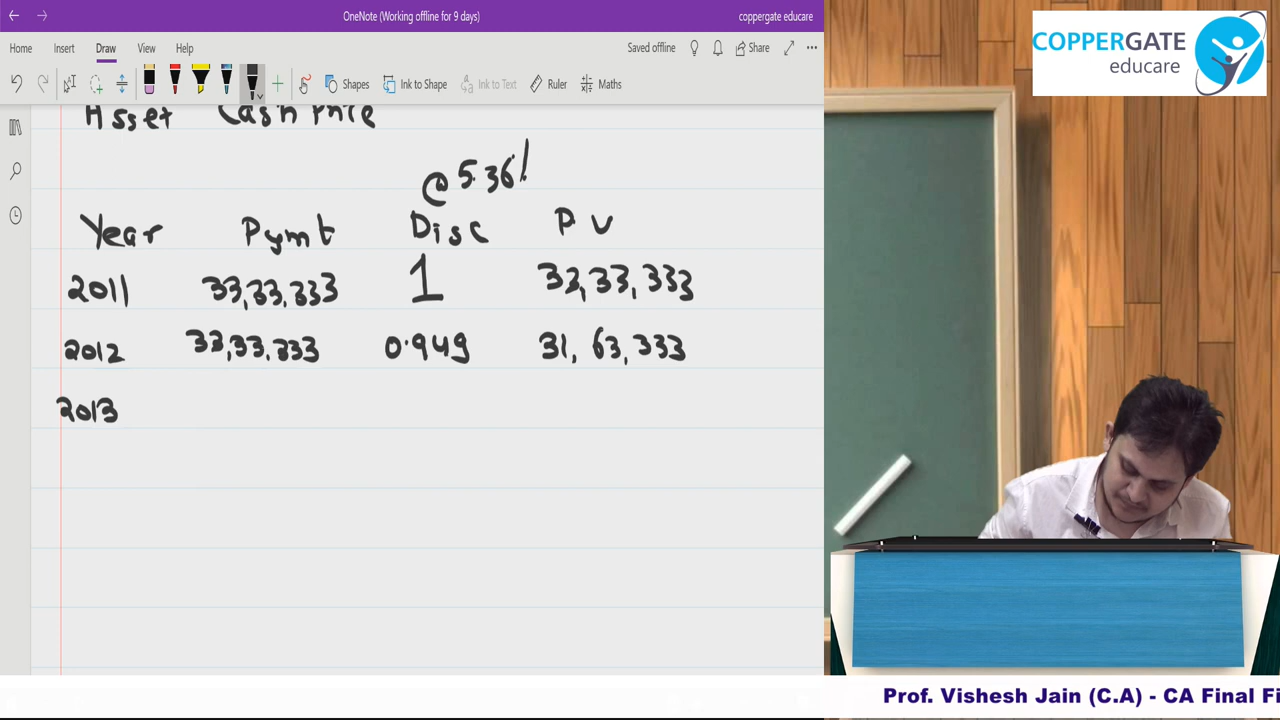 OneNote (Working offline for 9 days)
coppergate educare
Home Insert Draw View Help
Saved offline
Share
Shapes Ink to Shape Ink to Text Ruler Maths
COPPERGATE
educare
Asset Cash Price
@ 5.36%
Year Pymt Disc PV
2011 33,33,333 1 33,33,333
2012 33,33,333 0.949 31,63,333
2013
Prof. Vishesh Jain (C.A) - CA Final Fi